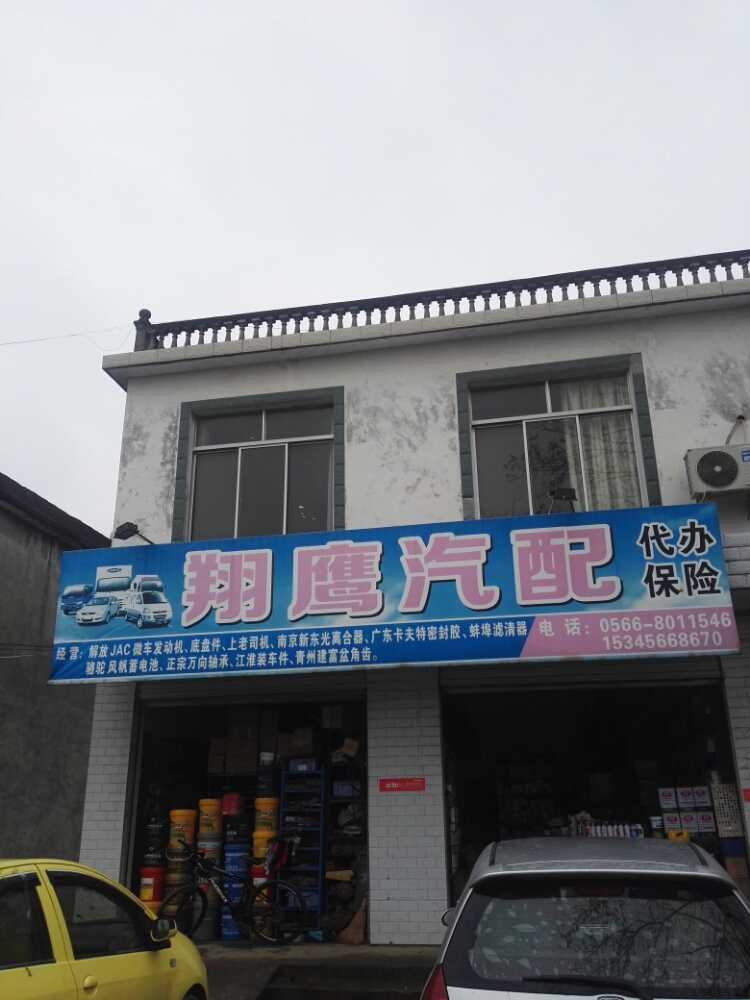 翔鹰汽配
代办
保险
经营：解放JAC微车发动机、底盘件、上老司机、南京新东光离合器、广东卡夫特密封胶、蚌埠滤清器
骆驼风帆蓄电池、正宗万向轴承、江淮装车件、青州建富盆角齿。
电话：0566-8011546
15345668670